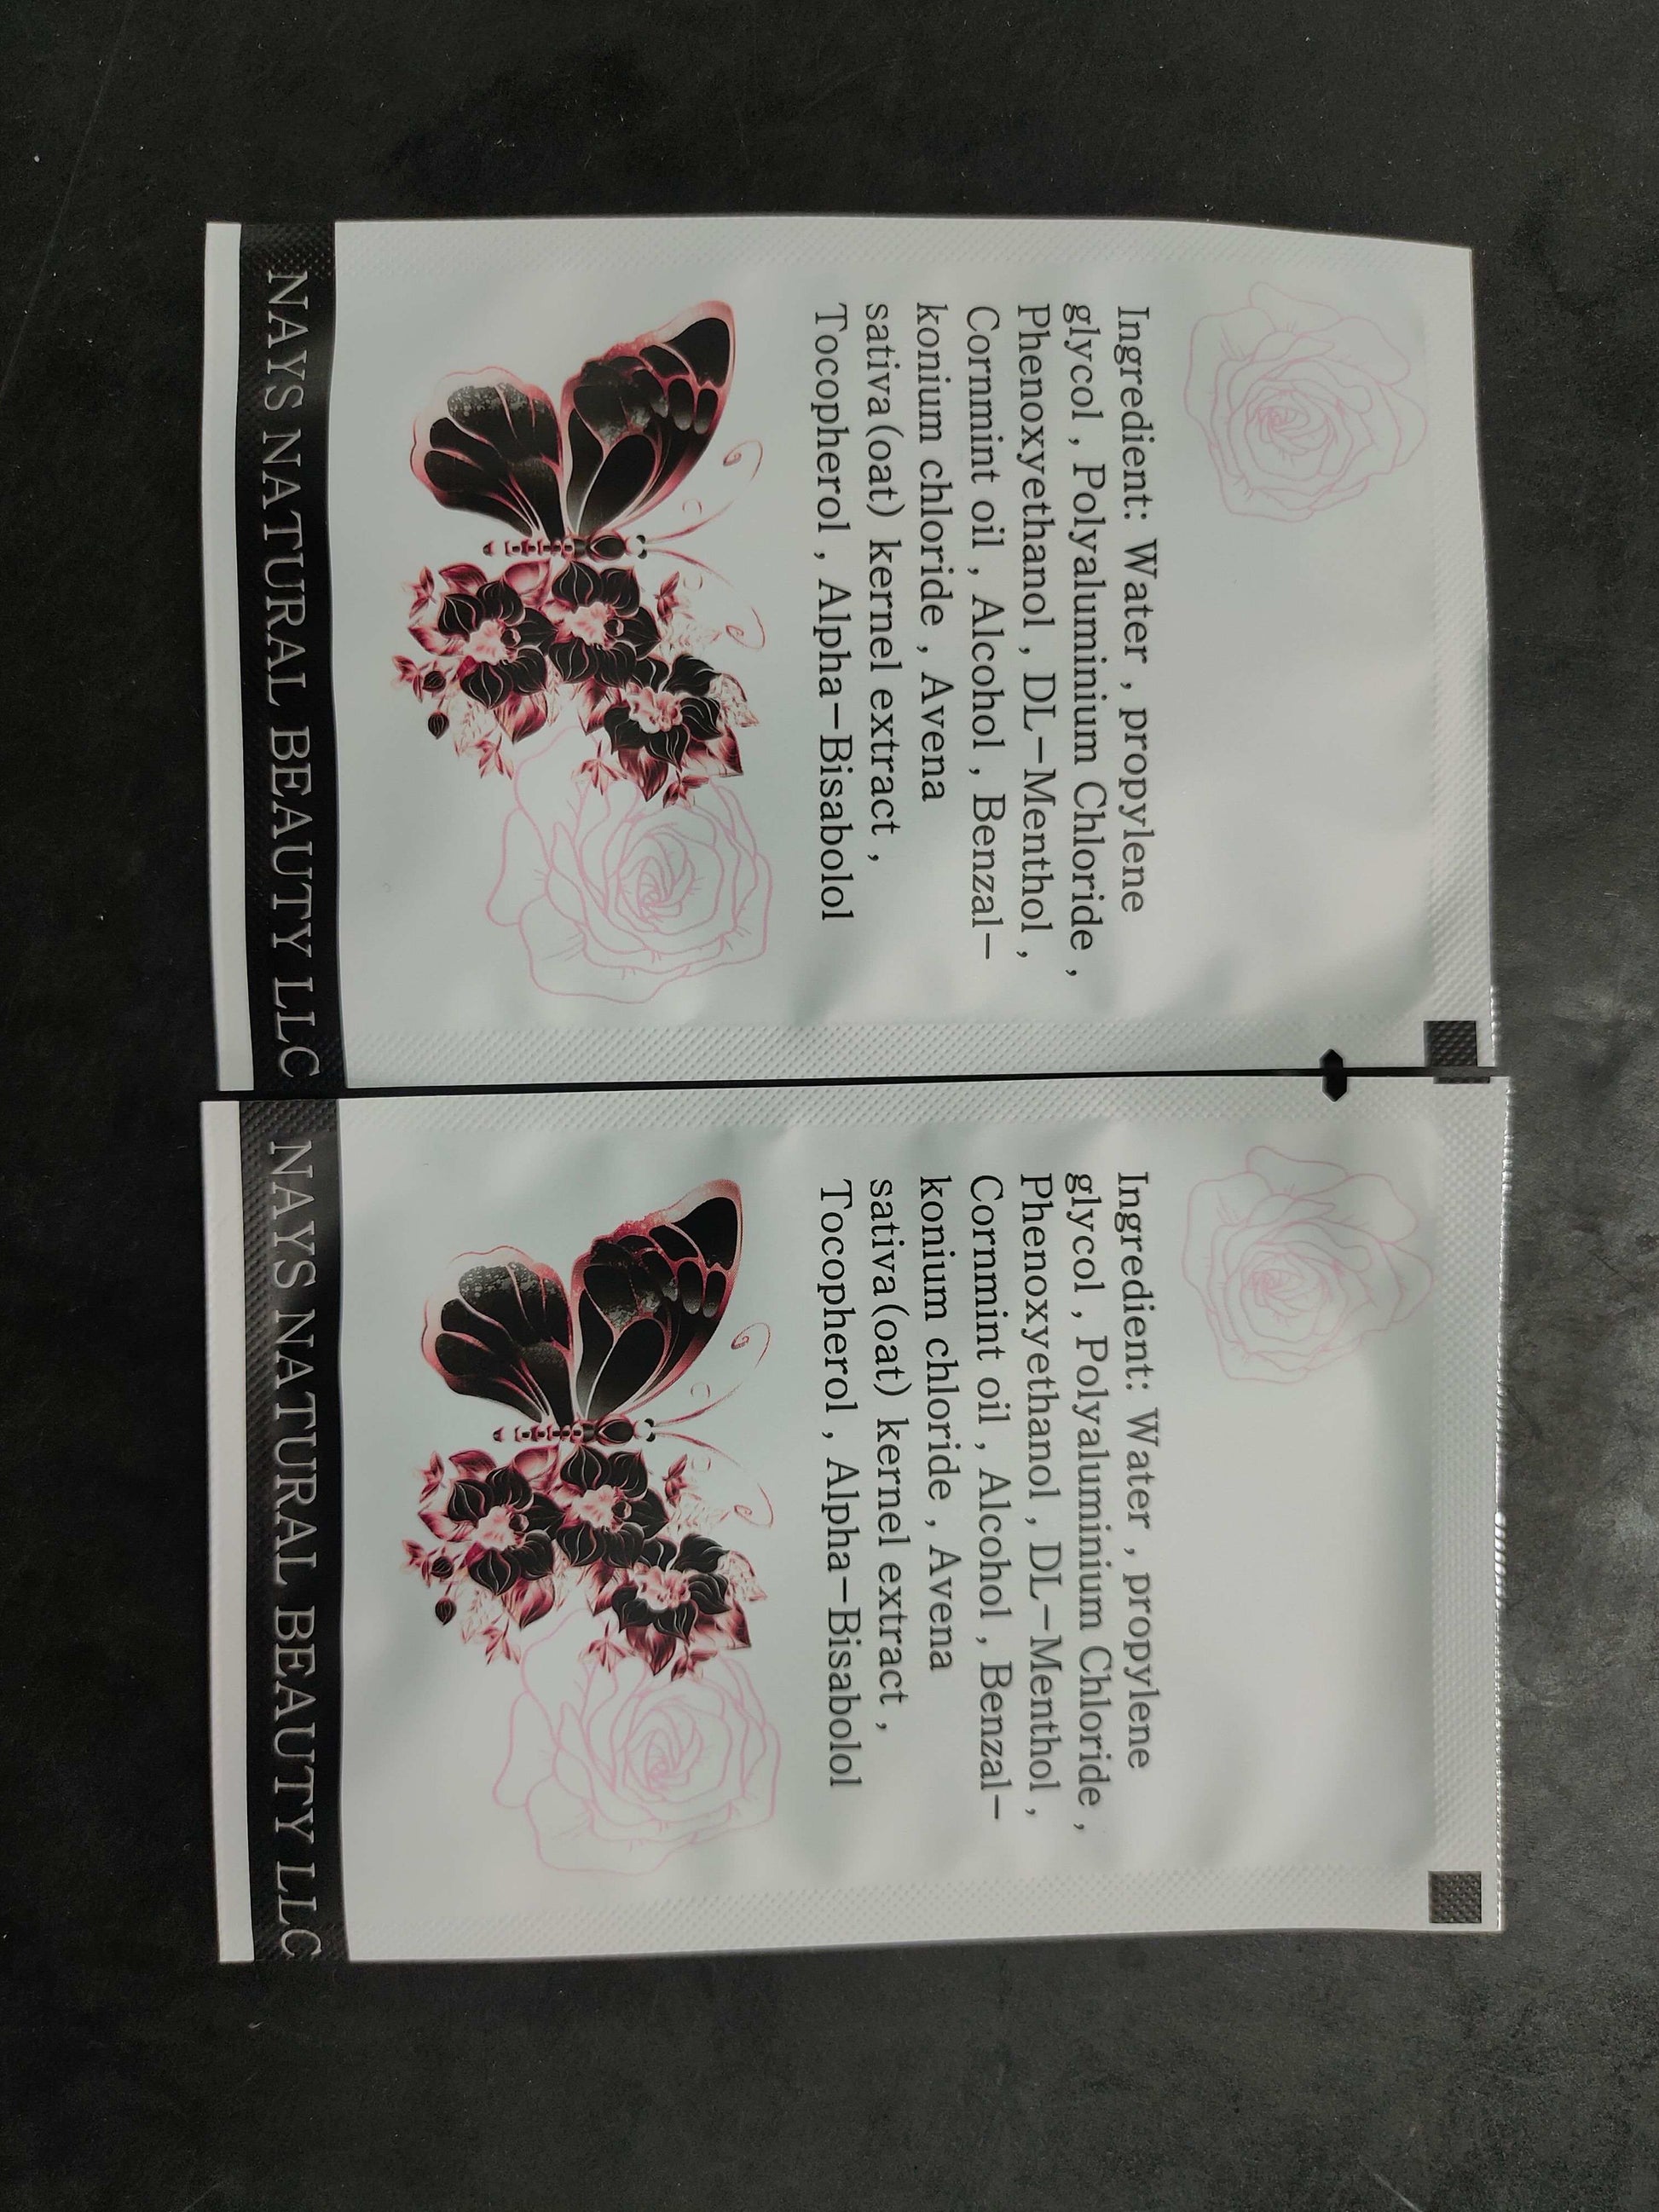 Ingredient: Water , propylene
glycol , Polyaluminium Chloride ,
Phenoxyethanol , DL-Menthol ,
Cornmint oil , Alcohol , Benzal-
konium chloride , Avena
sativa(oat) kernel extract ,
Tocopherol , Alpha-Bisabolol
NAYS NATURAL BEAUTY LLC
Ingredient: Water , propylene
glycol , Polyaluminium Chloride ,
Phenoxyethanol , DL-Menthol ,
Cornmint oil , Alcohol , Benzal-
konium chloride , Avena
sativa(oat) kernel extract ,
Tocopherol , Alpha-Bisabolol
NAYS NATURAL BEAUTY LLC